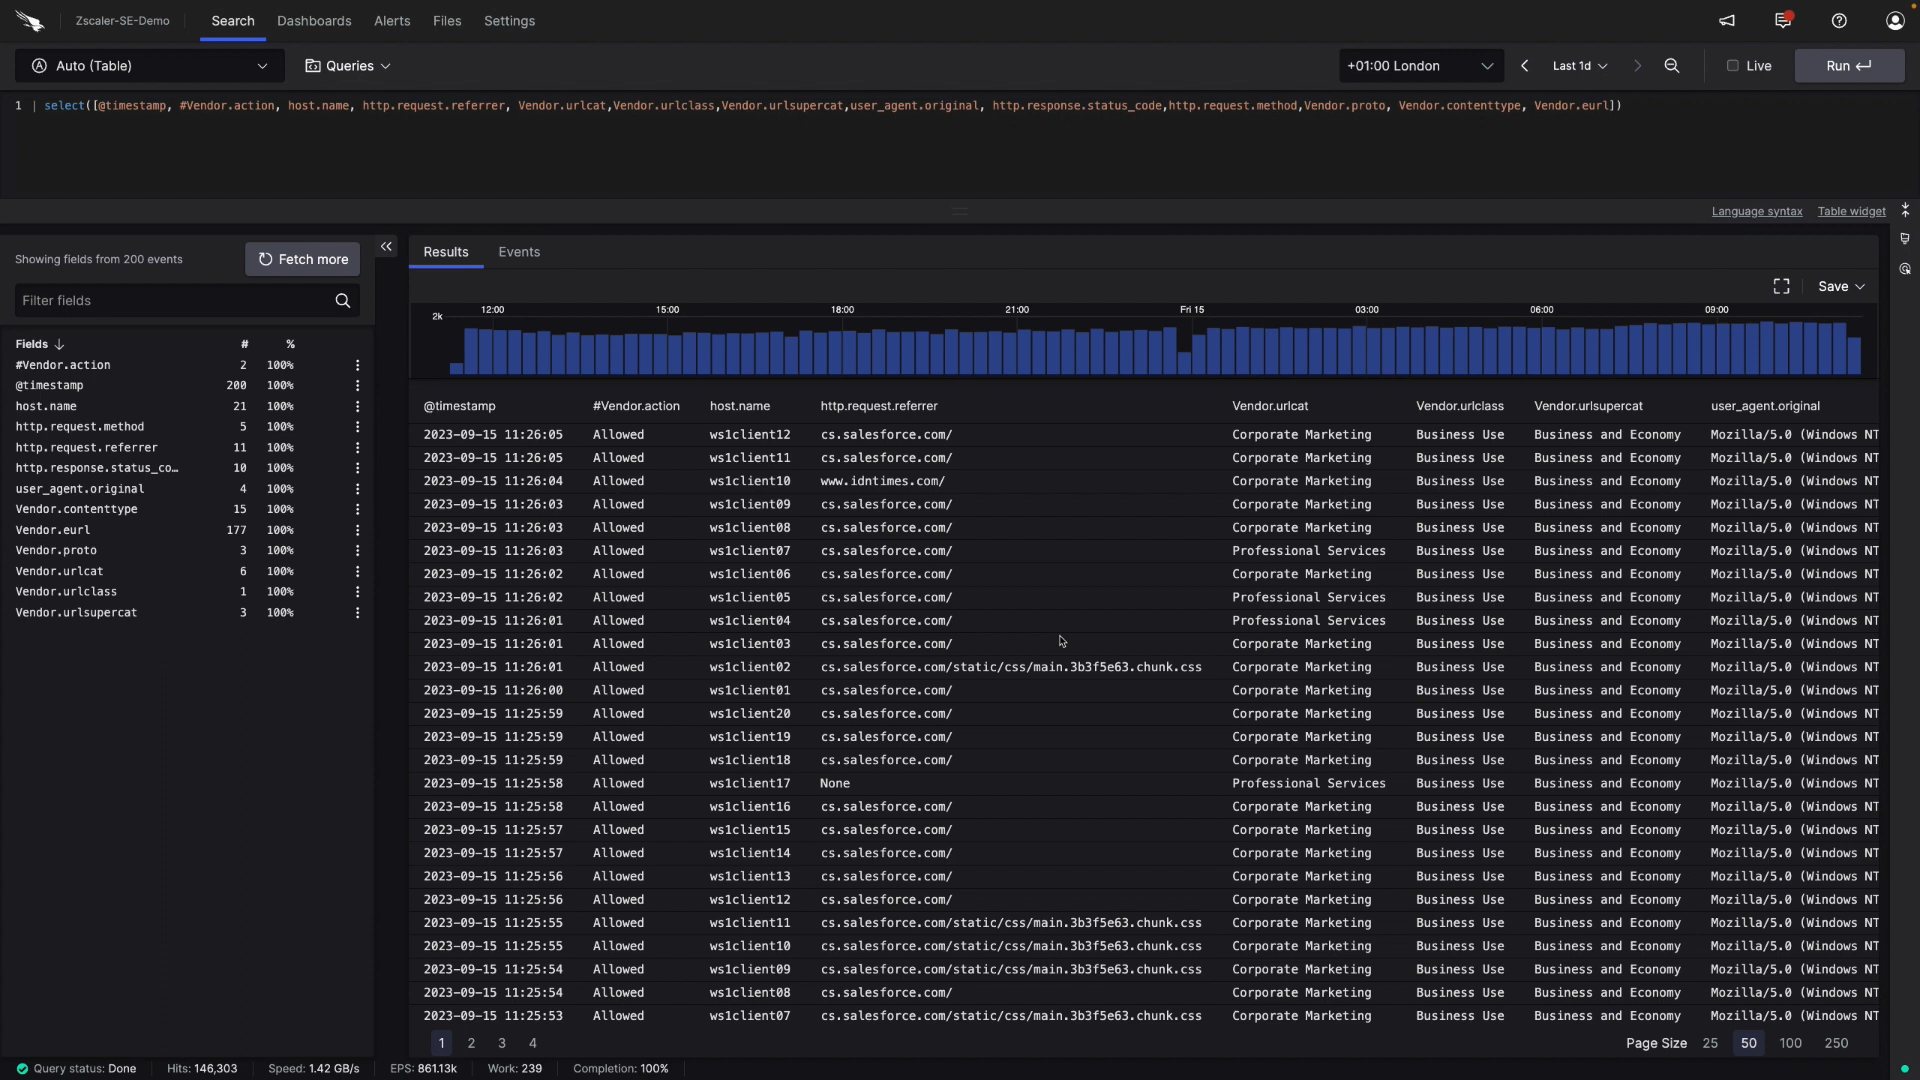 Zscaler-SE-Demo Search Dashboards Alerts Files Settings
Auto (Table) Queries +01:00 London Last 1d Live Run
1 select([@timestamp, #Vendor.action, host.name, http.request.referrer, Vendor.urlcat,Vendor.urlclass,Vendor.urlsupercat,user_agent.original, http.response.status_code,http.request.method,Vendor.proto, Vendor.contenttype, Vendor.eurl])
Language syntax Table widget
Showing fields from 200 events Fetch more
Filter fields
Fields # %
#Vendor.action 2 100%
@timestamp 200 100%
host.name 21 100%
http.request.method 5 100%
http.request.referrer 11 100%
http.response.status_co… 10 100%
user_agent.original 4 100%
Vendor.contenttype 15 100%
Vendor.eurl 177 100%
Vendor.proto 3 100%
Vendor.urlcat 6 100%
Vendor.urlclass 1 100%
Vendor.urlsupercat 3 100%
Results Events
Save
12:00 15:00 18:00 21:00 Fri 15 03:00 06:00 09:00
2k
@timestamp #Vendor.action host.name http.request.referrer Vendor.urlcat Vendor.urlclass Vendor.urlsupercat user_agent.original
2023-09-15 11:26:05 Allowed ws1client12 cs.salesforce.com/ Corporate Marketing Business Use Business and Economy Mozilla/5.0 (Windows NT
2023-09-15 11:26:05 Allowed ws1client11 cs.salesforce.com/ Corporate Marketing Business Use Business and Economy Mozilla/5.0 (Windows NT
2023-09-15 11:26:04 Allowed ws1client10 www.idntimes.com/ Corporate Marketing Business Use Business and Economy Mozilla/5.0 (Windows NT
2023-09-15 11:26:03 Allowed ws1client09 cs.salesforce.com/ Corporate Marketing Business Use Business and Economy Mozilla/5.0 (Windows NT
2023-09-15 11:26:03 Allowed ws1client08 cs.salesforce.com/ Corporate Marketing Business Use Business and Economy Mozilla/5.0 (Windows NT
2023-09-15 11:26:03 Allowed ws1client07 cs.salesforce.com/ Professional Services Business Use Business and Economy Mozilla/5.0 (Windows NT
2023-09-15 11:26:02 Allowed ws1client06 cs.salesforce.com/ Corporate Marketing Business Use Business and Economy Mozilla/5.0 (Windows NT
2023-09-15 11:26:02 Allowed ws1client05 cs.salesforce.com/ Professional Services Business Use Business and Economy Mozilla/5.0 (Windows NT
2023-09-15 11:26:01 Allowed ws1client04 cs.salesforce.com/ Professional Services Business Use Business and Economy Mozilla/5.0 (Windows NT
2023-09-15 11:26:01 Allowed ws1client03 cs.salesforce.com/ Corporate Marketing Business Use Business and Economy Mozilla/5.0 (Windows NT
2023-09-15 11:26:01 Allowed ws1client02 cs.salesforce.com/static/css/main.3b3f5e63.chunk.css Corporate Marketing Business Use Business and Economy Mozilla/5.0 (Windows NT
2023-09-15 11:26:00 Allowed ws1client01 cs.salesforce.com/ Corporate Marketing Business Use Business and Economy Mozilla/5.0 (Windows NT
2023-09-15 11:25:59 Allowed ws1client20 cs.salesforce.com/ Corporate Marketing Business Use Business and Economy Mozilla/5.0 (Windows NT
2023-09-15 11:25:59 Allowed ws1client19 cs.salesforce.com/ Corporate Marketing Business Use Business and Economy Mozilla/5.0 (Windows NT
2023-09-15 11:25:59 Allowed ws1client18 cs.salesforce.com/ Corporate Marketing Business Use Business and Economy Mozilla/5.0 (Windows NT
2023-09-15 11:25:58 Allowed ws1client17 None Professional Services Business Use Business and Economy Mozilla/5.0 (Windows NT
2023-09-15 11:25:58 Allowed ws1client16 cs.salesforce.com/ Corporate Marketing Business Use Business and Economy Mozilla/5.0 (Windows NT
2023-09-15 11:25:57 Allowed ws1client15 cs.salesforce.com/ Corporate Marketing Business Use Business and Economy Mozilla/5.0 (Windows NT
2023-09-15 11:25:57 Allowed ws1client14 cs.salesforce.com/ Corporate Marketing Business Use Business and Economy Mozilla/5.0 (Windows NT
2023-09-15 11:25:56 Allowed ws1client13 cs.salesforce.com/ Corporate Marketing Business Use Business and Economy Mozilla/5.0 (Windows NT
2023-09-15 11:25:56 Allowed ws1client12 cs.salesforce.com/ Corporate Marketing Business Use Business and Economy Mozilla/5.0 (Windows NT
2023-09-15 11:25:55 Allowed ws1client11 cs.salesforce.com/static/css/main.3b3f5e63.chunk.css Corporate Marketing Business Use Business and Economy Mozilla/5.0 (Windows NT
2023-09-15 11:25:55 Allowed ws1client10 cs.salesforce.com/static/css/main.3b3f5e63.chunk.css Corporate Marketing Business Use Business and Economy Mozilla/5.0 (Windows NT
2023-09-15 11:25:54 Allowed ws1client09 cs.salesforce.com/static/css/main.3b3f5e63.chunk.css Corporate Marketing Business Use Business and Economy Mozilla/5.0 (Windows NT
2023-09-15 11:25:54 Allowed ws1client08 cs.salesforce.com/ Corporate Marketing Business Use Business and Economy Mozilla/5.0 (Windows NT
2023-09-15 11:25:53 Allowed ws1client07 cs.salesforce.com/static/css/main.3b3f5e63.chunk.css Corporate Marketing Business Use Business and Economy Mozilla/5.0 (Windows NT
1 2 3 4 Page Size 25 50 100 250
Query status: Done Hits: 146,303 Speed: 1.42 GB/s EPS: 861.13k Work: 239 Completion: 100%